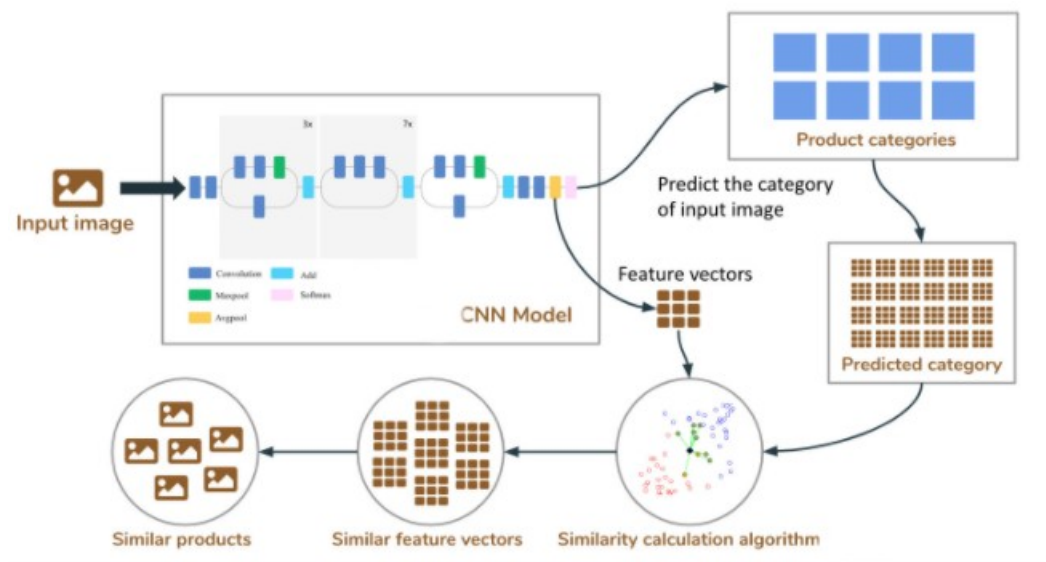 Product categories
3x
7x
Input image
Predict the category
of input image
Feature vectors
Convolution
Add
Maxpool
Softmax
Avgpool
CNN Model
Predicted category
Similar products
Similar feature vectors
Similarity calculation algorithm